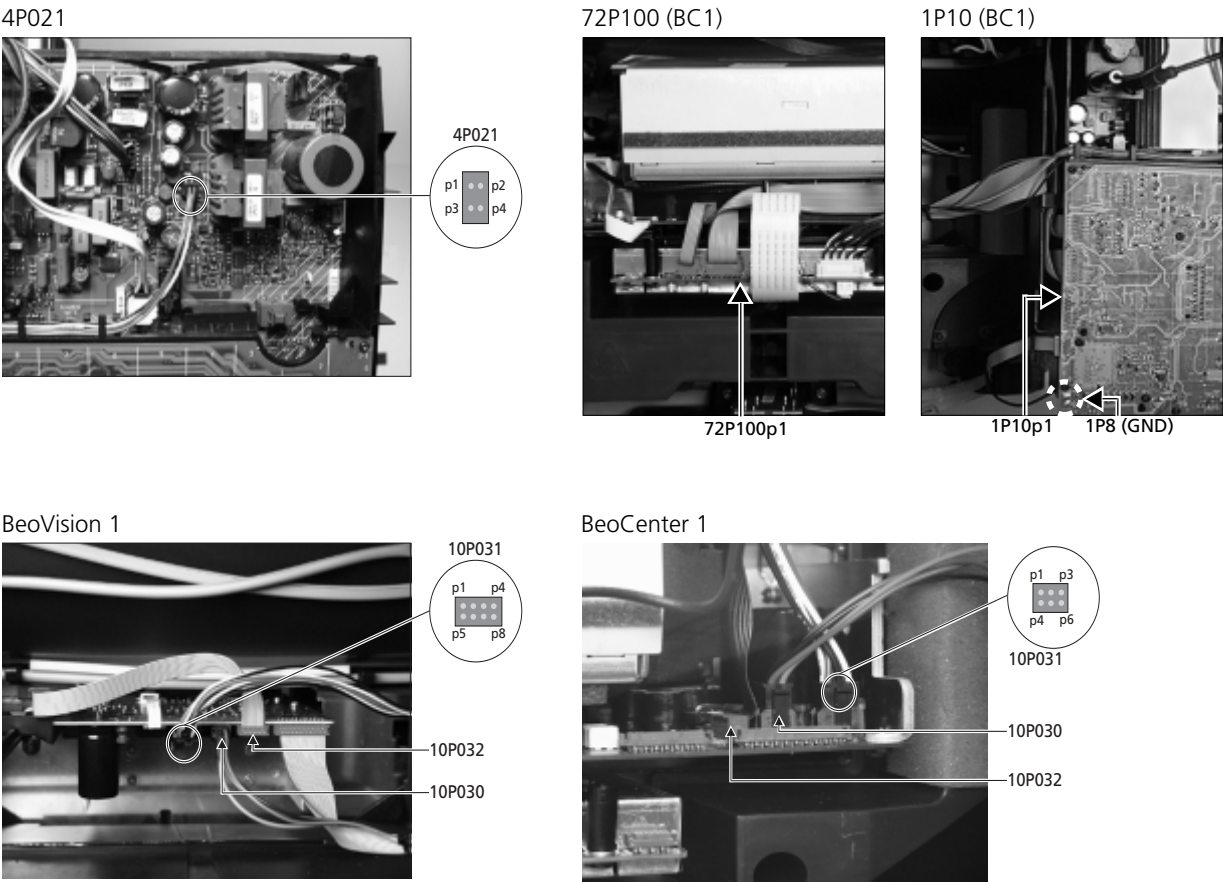 4P021
72P100 (BC1)
1P10 (BC1)
4P021
p1 p2
p3 p4
72P100p1
1P10p1
1P8 (GND)
BeoVision 1
BeoCenter 1
10P031
p1 p4
p5 p8
10P032
10P030
p1 p3
p4 p6
10P031
10P030
10P032